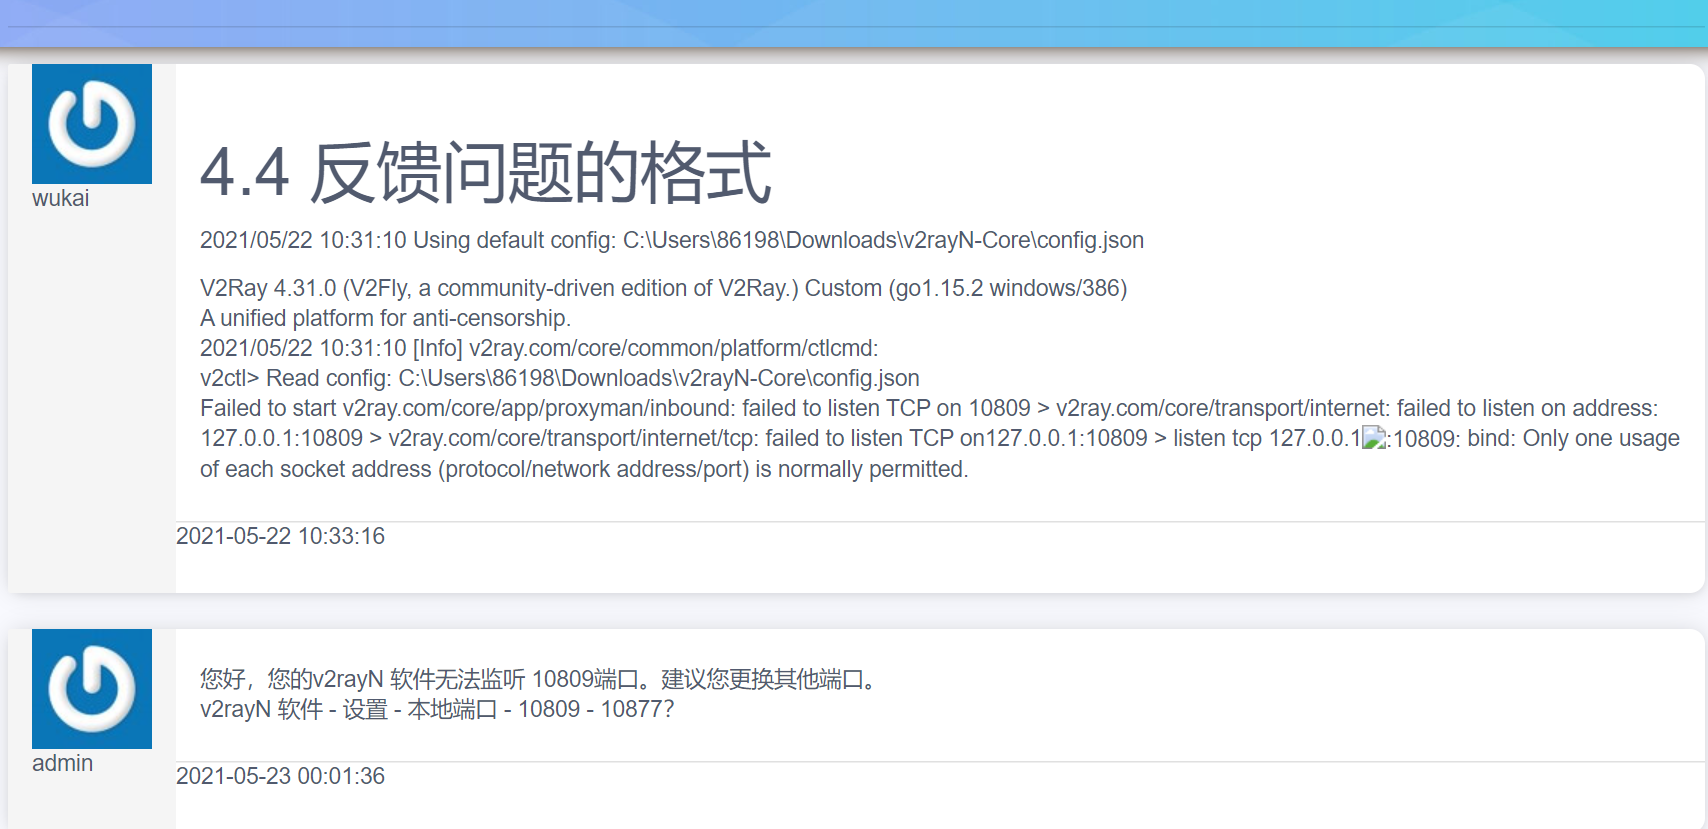 wukai
4.4 反馈问题的格式
2021/05/22 10:31:10 Using default config: C:\Users\86198\Downloads\v2rayN-Core\config.json
V2Ray 4.31.0 (V2Fly, a community-driven edition of V2Ray.) Custom (go1.15.2 windows/386)
A unified platform for anti-censorship.
2021/05/22 10:31:10 [Info] v2ray.com/core/common/platform/ctlcmd:
v2ctl> Read config: C:\Users\86198\Downloads\v2rayN-Core\config.json
Failed to start v2ray.com/core/app/proxyman/inbound: failed to listen TCP on 10809 > v2ray.com/core/transport/internet: failed to listen on address:
127.0.0.1:10809 > v2ray.com/core/transport/internet/tcp: failed to listen TCP on127.0.0.1:10809 > listen tcp 127.0.0.1:10809: bind: Only one usage
of each socket address (protocol/network address/port) is normally permitted.
2021-05-22 10:33:16
admin
您好，您的v2rayN 软件无法监听 10809端口。建议您更换其他端口。
v2rayN 软件 - 设置 - 本地端口 - 10809 - 10877？
2021-05-23 00:01:36